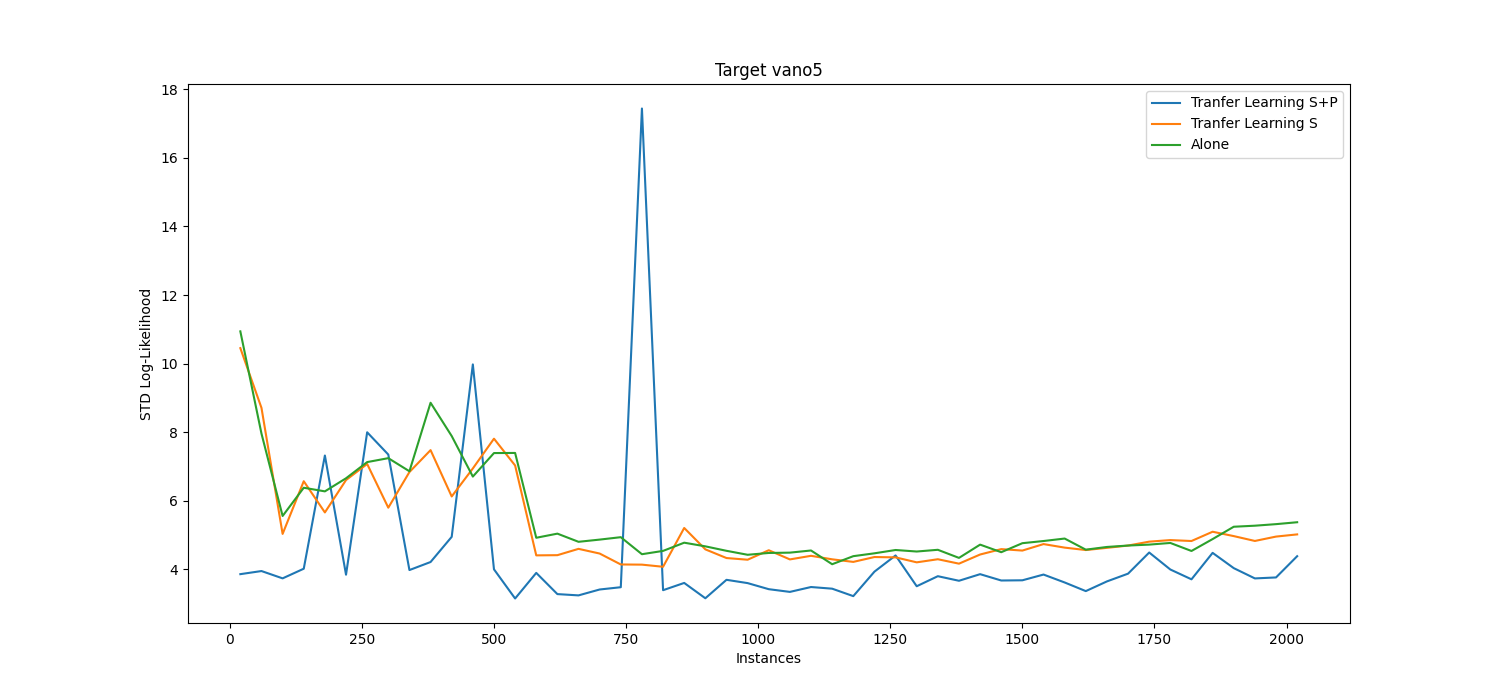 Target vano5
18
16
14
12
10
8
6
4
STD Log-Likelihood
Tranfer Learning S+P
Tranfer Learning S
Alone
0 250 500 750 1000 1250 1500 1750 2000
Instances